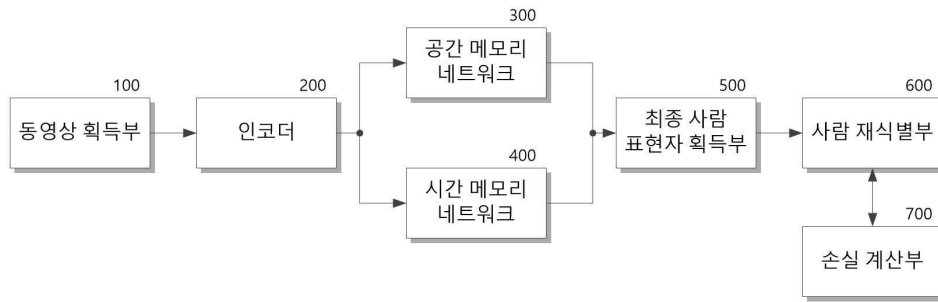 100
동영상 획득부
200
인코더
300
공간 메모리
네트워크
400
시간 메모리
네트워크
500
최종 사람
표현자 획득부
600
사람 재식별부
700
손실 계산부